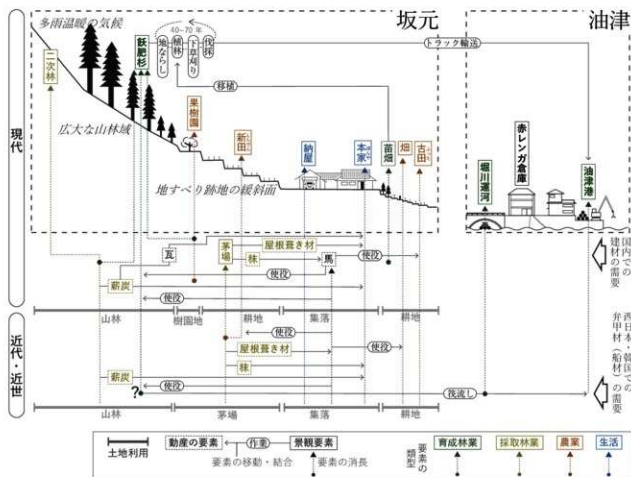 坂元
油津
多雨温暖の気候
40~70 年
地ならし
植林
下草刈り
伐採
トラック輸送
二次林
飫肥杉
移植
広大な山林域
果樹園
新田
納屋
本家
苗畑
畑
古田
地すべり跡地の緩斜面
堀川運河
赤レンガ倉庫
油津港
現代
瓦
茅場
屋根葺き材
株
馬
使役
使役
薪炭
使役
国内での
建材の需要
山林
樹園地
耕地
集落
耕地
近代・近世
使役
屋根葺き材
使役
株
薪炭
使役
?
筏流し
西日本・韓国での
弁甲材（船材）の
需要
山林
茅場
集落
耕地
土地利用
動産の要素
作業
景観要素
要素の移動・結合
要素の消長
要素の
類型
育成林業
採取林業
農業
生活